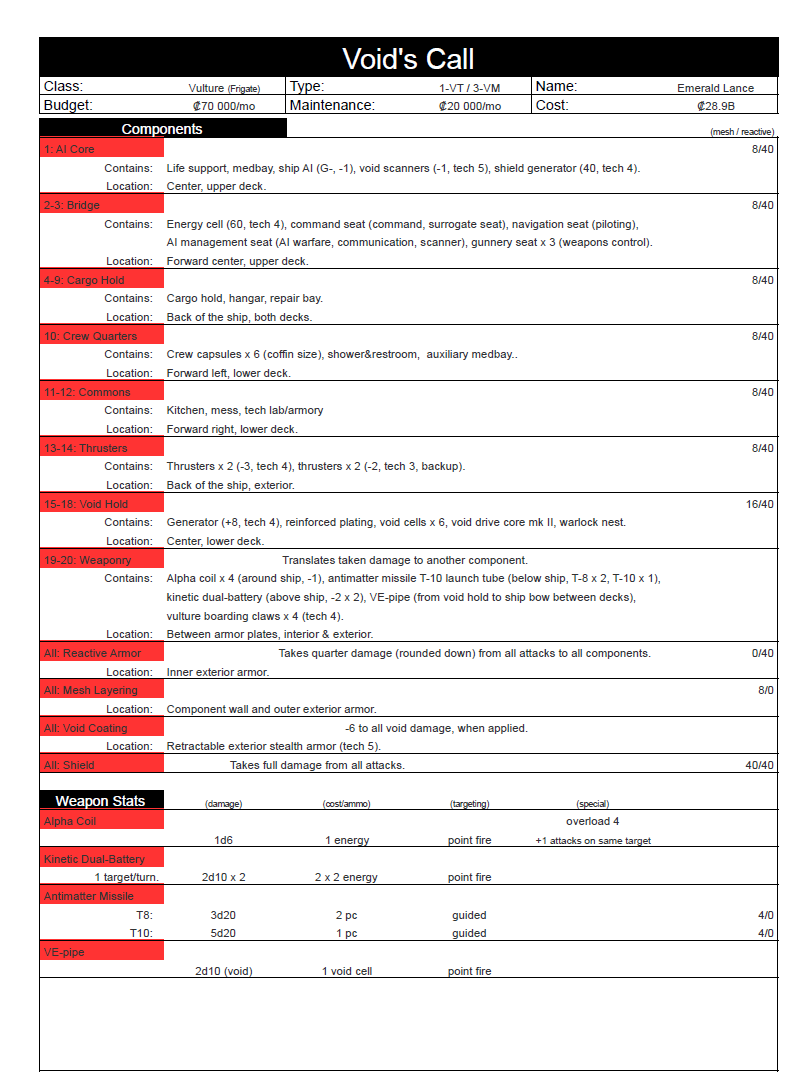 Void's Call
Class: Vulture (Frigate) Type: 1-VT / 3-VM Name: Emerald Lance
Budget: ₡70 000/mo Maintenance: ₡20 000/mo Cost: ₡28.9B
Components (mesh / reactive)
1: AI Core 8/40
Contains: Life support, medbay, ship AI (G-, -1), void scanners (-1, tech 5), shield generator (40, tech 4).
Location: Center, upper deck.
2-3: Bridge 8/40
Contains: Energy cell (60, tech 4), command seat (command, surrogate seat), navigation seat (piloting),
AI management seat (AI warfare, communication, scanner), gunnery seat x 3 (weapons control).
Location: Forward center, upper deck.
4-9: Cargo Hold 8/40
Contains: Cargo hold, hangar, repair bay.
Location: Back of the ship, both decks.
10: Crew Quarters 8/40
Contains: Crew capsules x 6 (coffin size), shower&restroom, auxiliary medbay..
Location: Forward left, lower deck.
11-12: Commons 8/40
Contains: Kitchen, mess, tech lab/armory
Location: Forward right, lower deck.
13-14: Thrusters 8/40
Contains: Thrusters x 2 (-3, tech 4), thrusters x 2 (-2, tech 3, backup).
Location: Back of the ship, exterior.
15-18: Void Hold 16/40
Contains: Generator (+8, tech 4), reinforced plating, void cells x 6, void drive core mk II, warlock nest.
Location: Center, lower deck.
19-20: Weaponry Translates taken damage to another component.
Contains: Alpha coil x 4 (around ship, -1), antimatter missile T-10 launch tube (below ship, T-8 x 2, T-10 x 1),
kinetic dual-battery (above ship, -2 x 2), VE-pipe (from void hold to ship bow between decks),
vulture boarding claws x 4 (tech 4).
Location: Between armor plates, interior & exterior.
All: Reactive Armor Takes quarter damage (rounded down) from all attacks to all components. 0/40
Location: Inner exterior armor.
All: Mesh Layering 8/0
Location: Component wall and outer exterior armor.
All: Void Coating -6 to all void damage, when applied.
Location: Retractable exterior stealth armor (tech 5).
All: Shield Takes full damage from all attacks. 40/40
Weapon Stats (damage) (cost/ammo) (targeting) (special)
Alpha Coil overload 4
1d6 1 energy point fire +1 attacks on same target
Kinetic Dual-Battery
1 target/turn. 2d10 x 2 2 x 2 energy point fire
Antimatter Missile
T8: 3d20 2 pc guided 4/0
T10: 5d20 1 pc guided 4/0
VE-pipe
2d10 (void) 1 void cell point fire